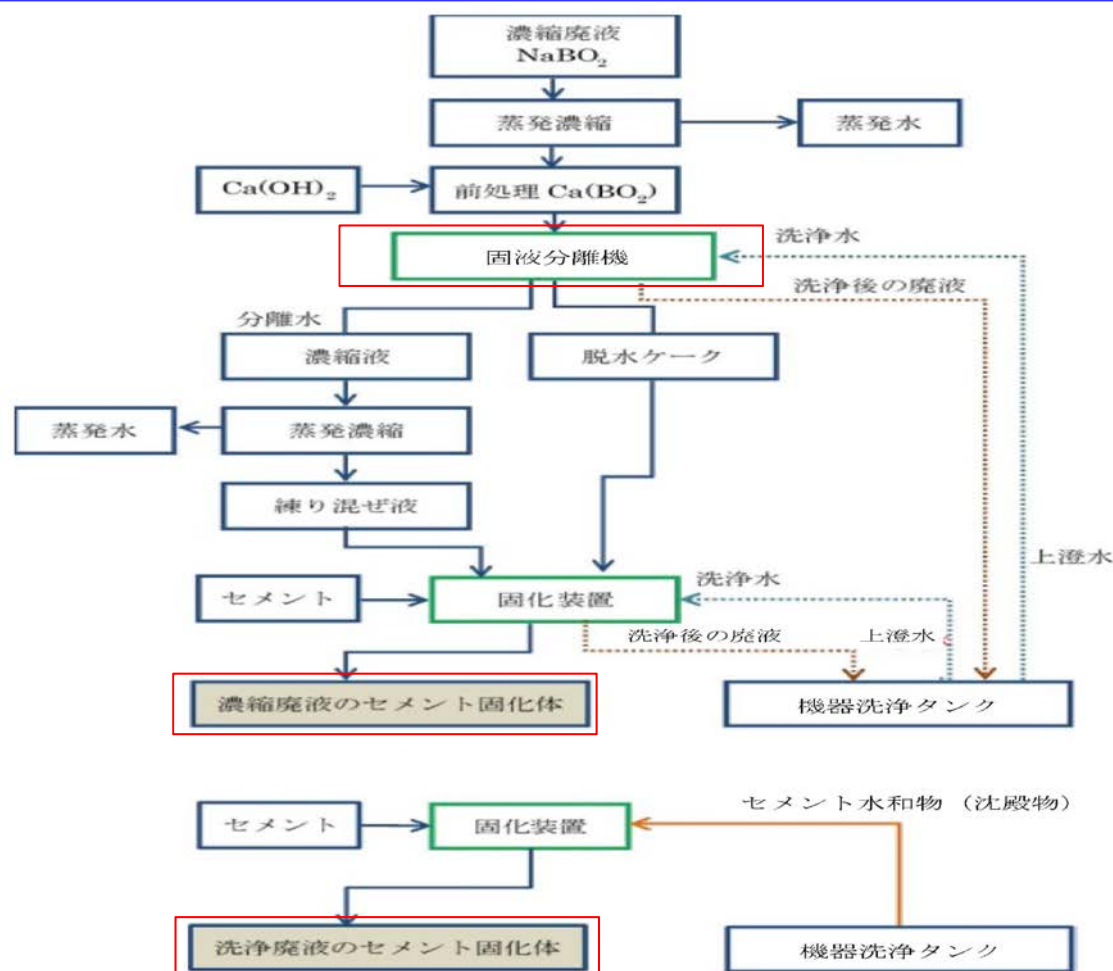 濃縮廃液
NaBO₂
蒸発濃縮
蒸発水
Ca(OH)₂
前処理 Ca(BO₂)
固液分離機
洗浄水
洗浄後の廃液
分離水
濃縮液
脱水ケーク
蒸発水
蒸発濃縮
練り混ぜ液
上澄水
セメント
固化装置
洗浄水
洗浄後の廃液
上澄水
濃縮廃液のセメント固化体
機器洗浄タンク
セメント水和物（沈殿物）
セメント
固化装置
洗浄廃液のセメント固化体
機器洗浄タンク